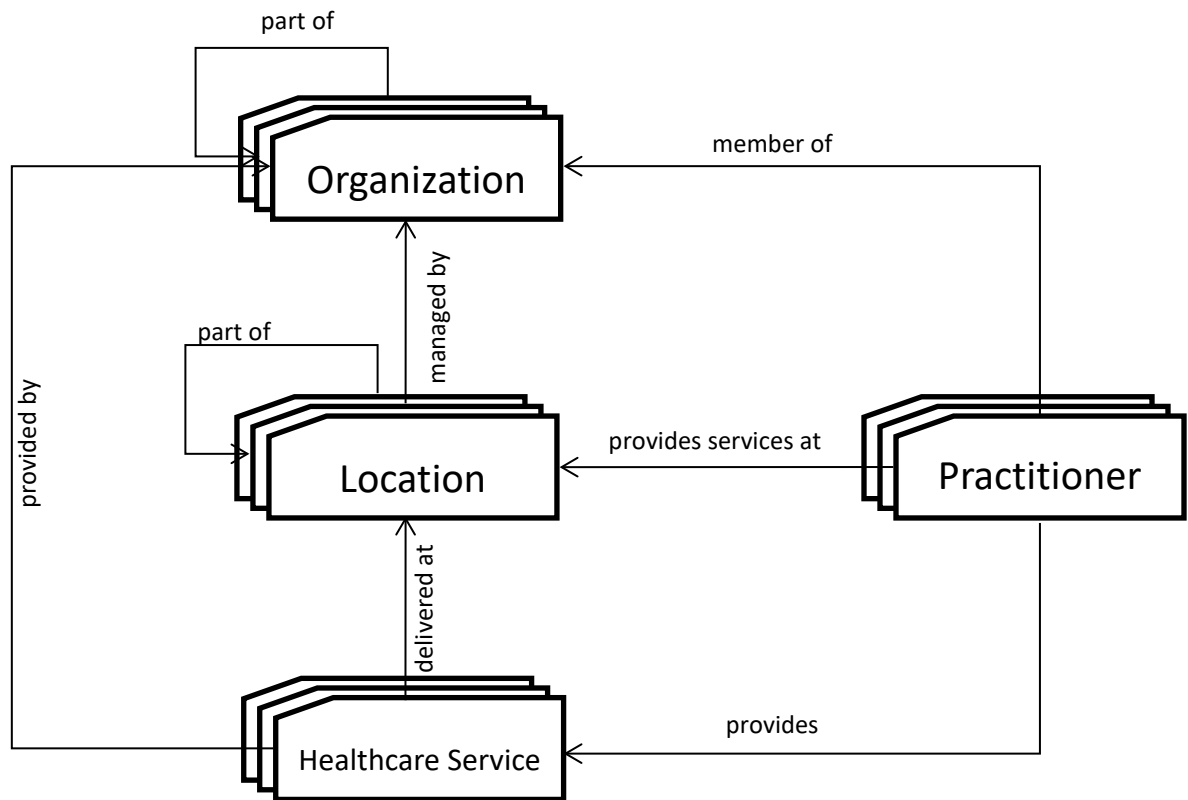 part of
Organization
member of
managed by
part of
provided by
Location
provides services at
Practitioner
delivered at
Healthcare Service
provides